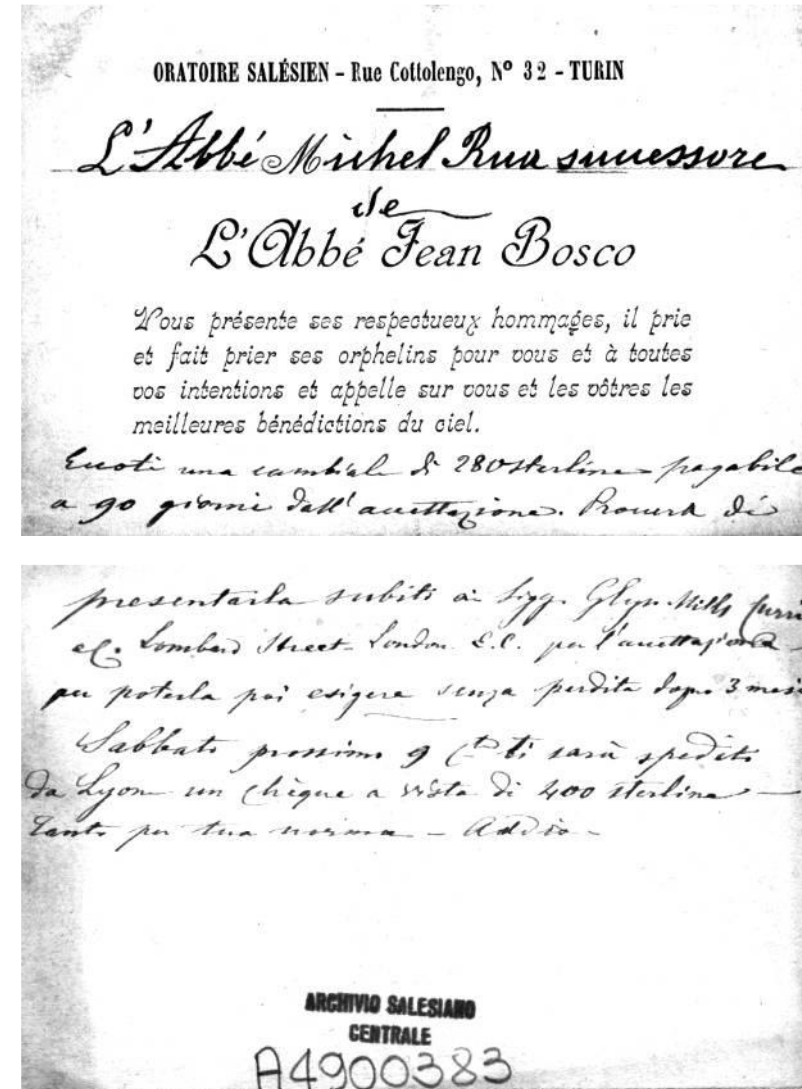 ORATOIRE SALÉSIEN - Rue Cottolengo, Nº 32 - TURIN
L'Abbé Michel Rua successore
de
L'Abbé Jean Bosco
Vous présente ses respectueux hommages, il prie
et fait prier ses orphelins pour vous et à toutes
vos intentions et appelle sur vous et les vôtres les
meilleures bénédictions du ciel.
Eccoti una cambiale di 280 sterline pagabile
a 90 giorni dall'accettazione. Procura di
presentarla subito ai Sigg. Glyn Mills Curri
e C. Lombard Street London E.C. per l'accettazione
per poterla poi esigere senza perdita dopo 3 mesi
Sabbato prossimo 9 ti sarà spedito
da Lyon un chèque a vista di 400 sterline -
Tanto per tua norma - Addio -
ARCHIVIO SALESIANO
CENTRALE
A4900383